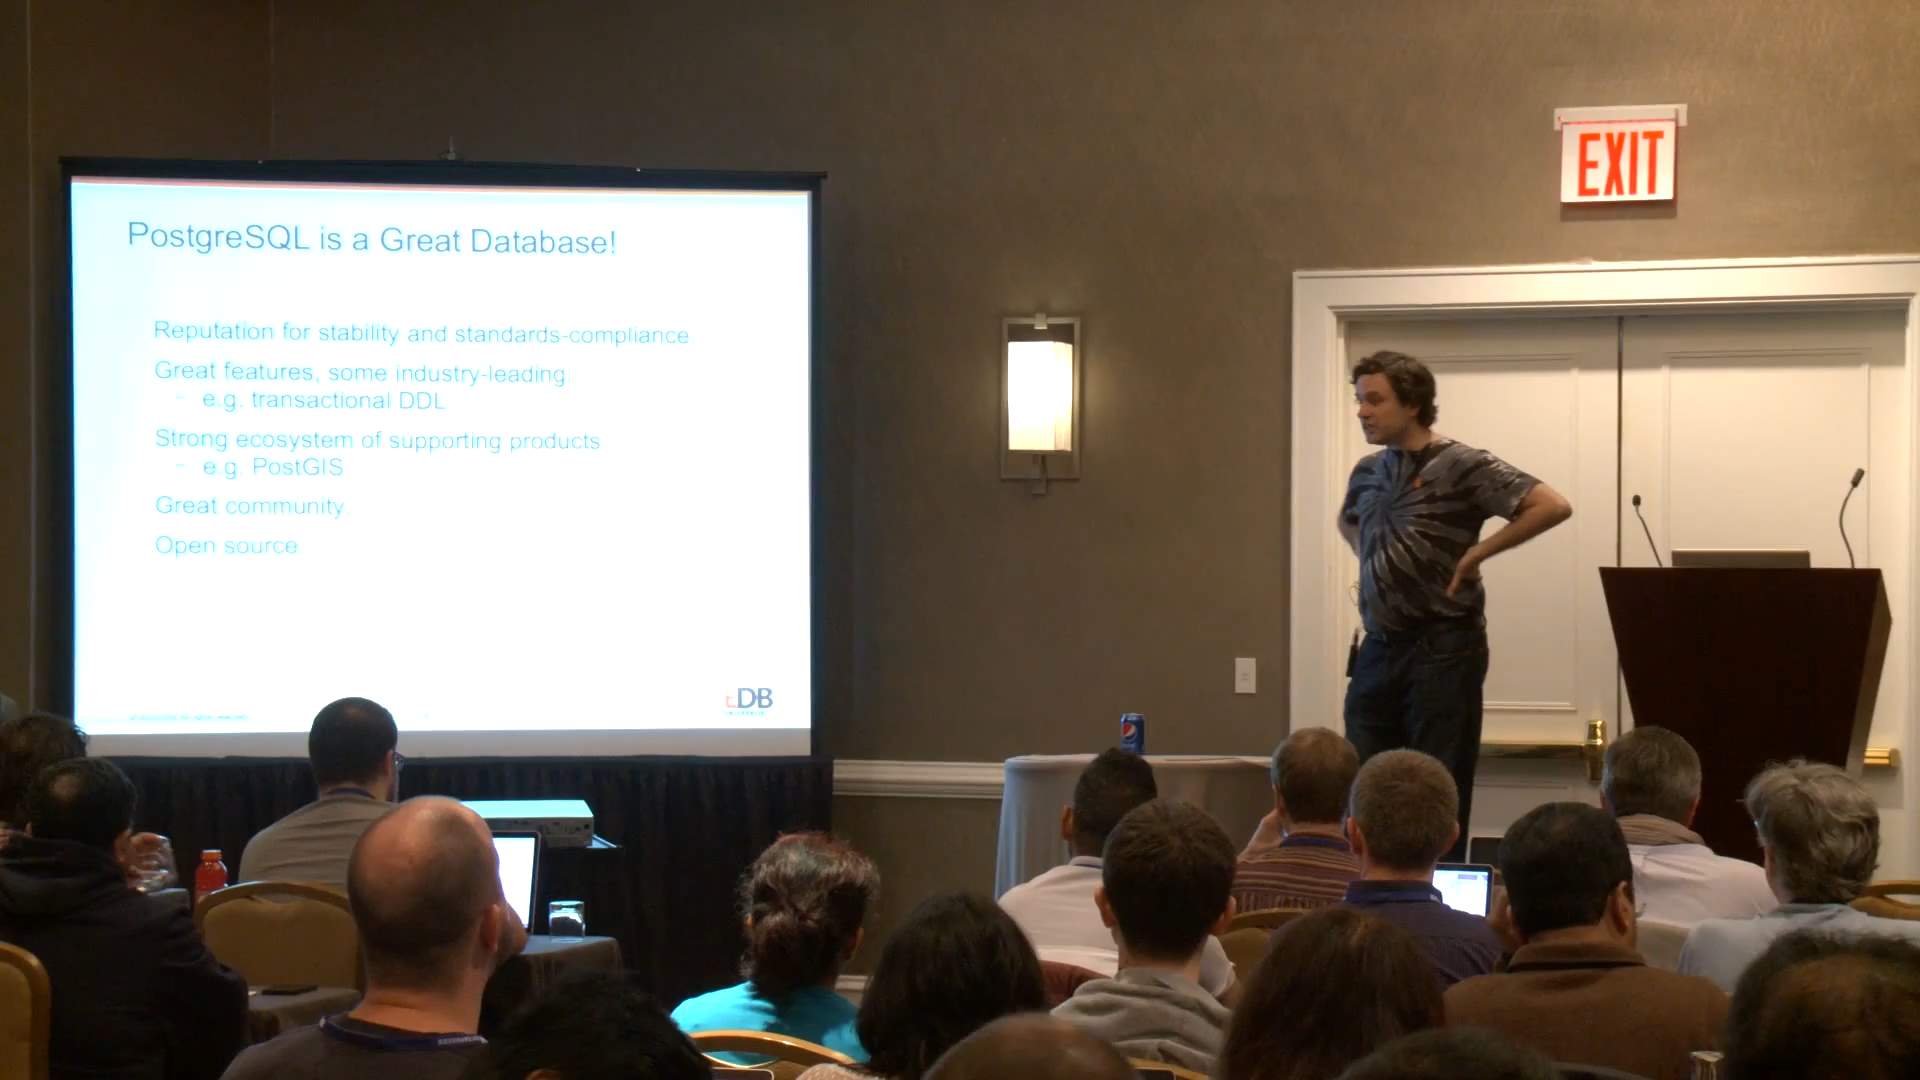 EXIT
PostgreSQL is a Great Database!
Reputation for stability and standards-compliance
Great features, some industry-leading
– e.g. transactional DDL
Strong ecosystem of supporting products
– e.g. PostGIS
Great community.
Open source
EDB